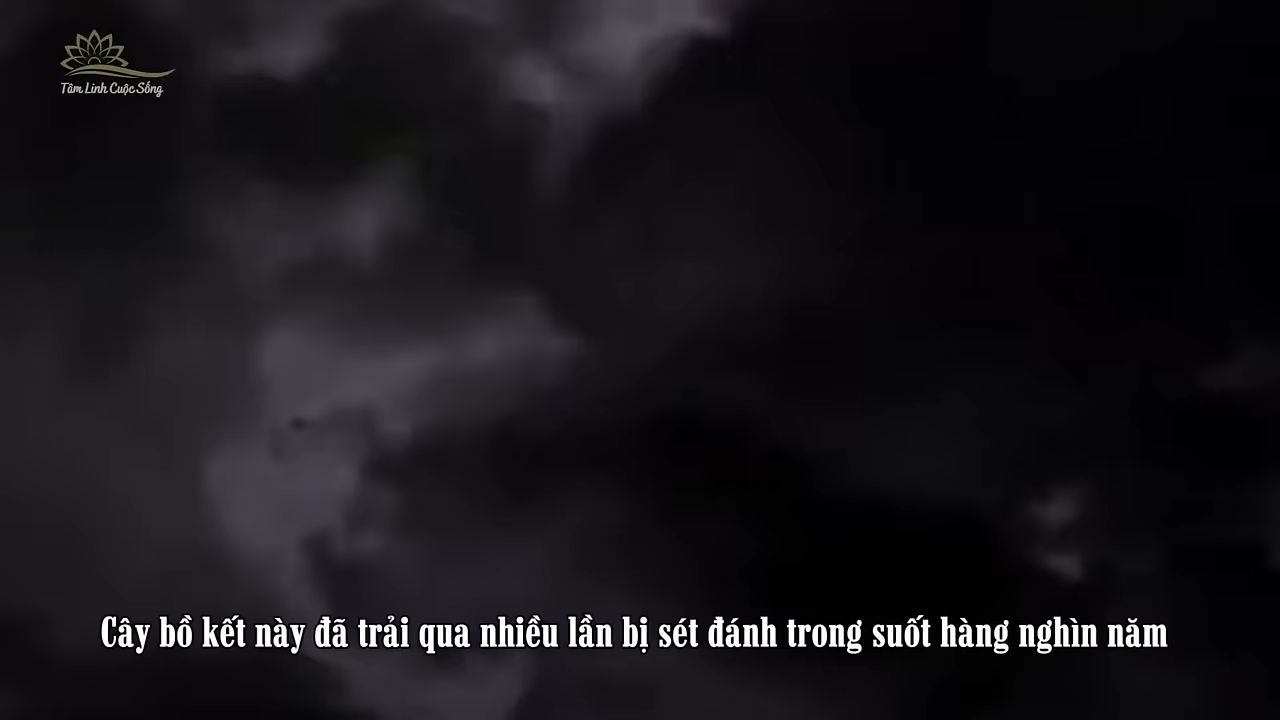 Tâm Linh Cuộc Sống
Cây bồ kết này đã trải qua nhiều lần bị sét đánh trong suốt hàng nghìn năm